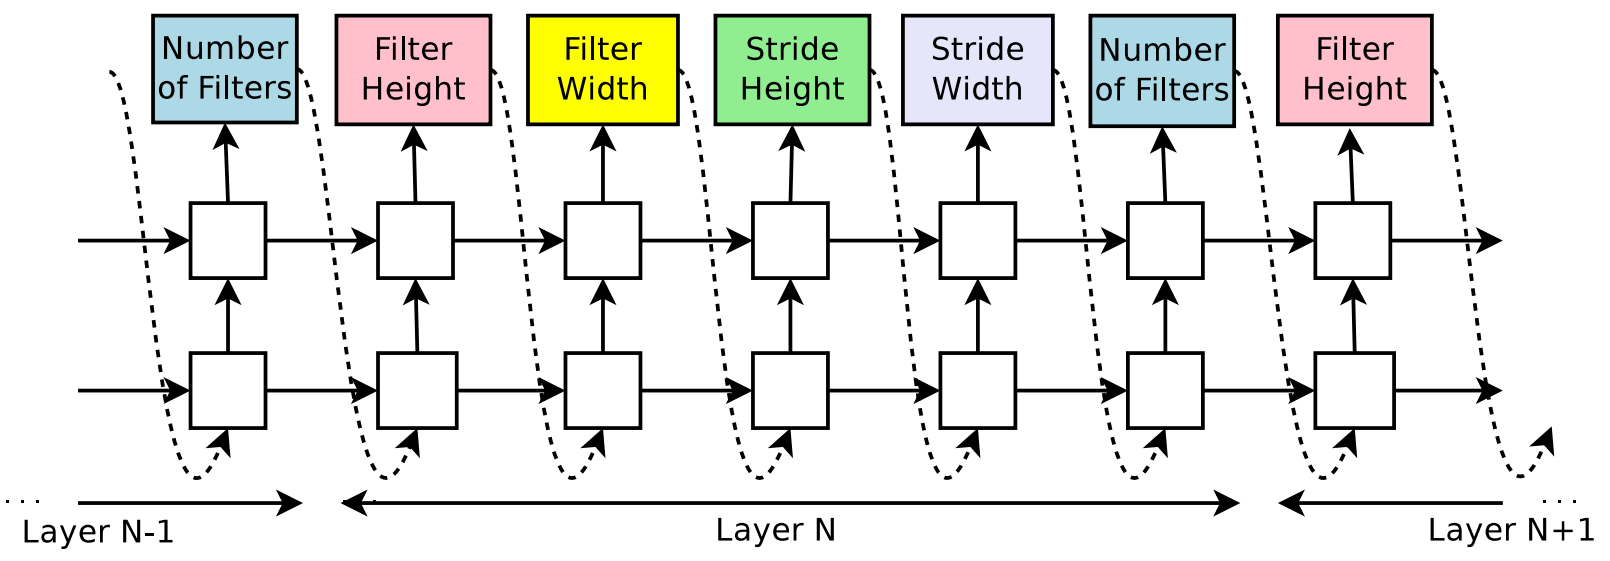 Number
of Filters
Filter
Height
Filter
Width
Stride
Height
Stride
Width
Number
of Filters
Filter
Height
. . .
Layer N-1
Layer N
. . .
Layer N+1